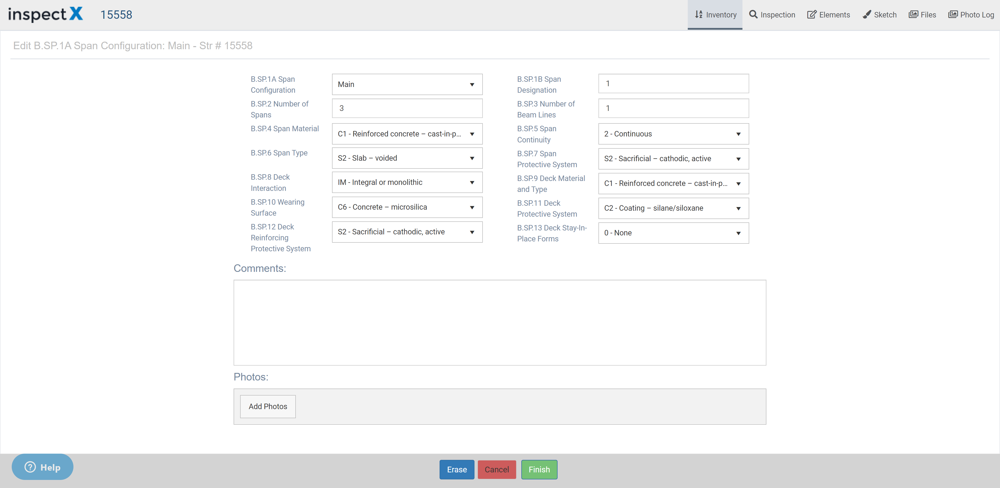 inspectX 15558 Inventory Inspection Elements Sketch Files Photo Log
Edit B.SP.1A Span Configuration: Main - Str # 15558
B.SP.1A Span
Configuration
Main
B.SP.1B Span
Designation
1
B.SP.2 Number of
Spans
3
B.SP.3 Number of
Beam Lines
1
B.SP.4 Span Material
C1 - Reinforced concrete – cast-in-p...
B.SP.5 Span
Continuity
2 - Continuous
B.SP.6 Span Type
S2 - Slab – voided
B.SP.7 Span
Protective System
S2 - Sacrificial – cathodic, active
B.SP.8 Deck
Interaction
IM - Integral or monolithic
B.SP.9 Deck Material
and Type
C1 - Reinforced concrete – cast-in-p...
B.SP.10 Wearing
Surface
C6 - Concrete – microsilica
B.SP.11 Deck
Protective System
C2 - Coating – silane/siloxane
B.SP.12 Deck
Reinforcing
Protective System
S2 - Sacrificial – cathodic, active
B.SP.13 Deck Stay-In-
Place Forms
0 - None
Comments:
Photos:
Add Photos
Help
Erase Cancel Finish